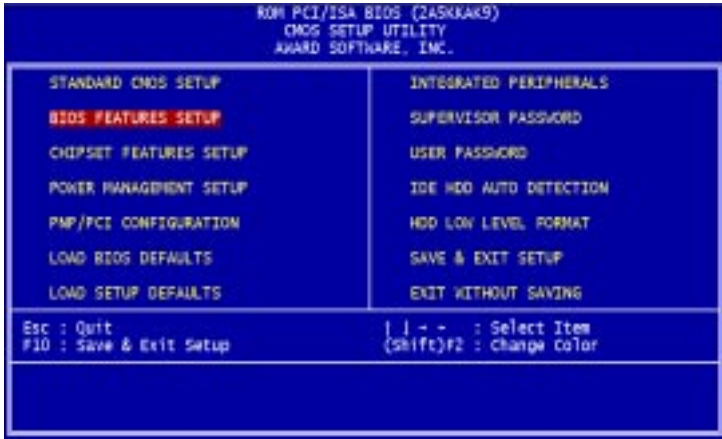 ROM PCI/ISA BIOS (2A5KKAK9)
CMOS SETUP UTILITY
AWARD SOFTWARE, INC.
STANDARD CMOS SETUP
BIOS FEATURES SETUP
CHIPSET FEATURES SETUP
POWER MANAGEMENT SETUP
PNP/PCI CONFIGURATION
LOAD BIOS DEFAULTS
LOAD SETUP DEFAULTS
INTEGRATED PERIPHERALS
SUPERVISOR PASSWORD
USER PASSWORD
IDE HDD AUTO DETECTION
HDD LOW LEVEL FORMAT
SAVE & EXIT SETUP
EXIT WITHOUT SAVING
Esc : Quit
F10 : Save & Exit Setup
: Select Item
(Shift)F2 : Change Color